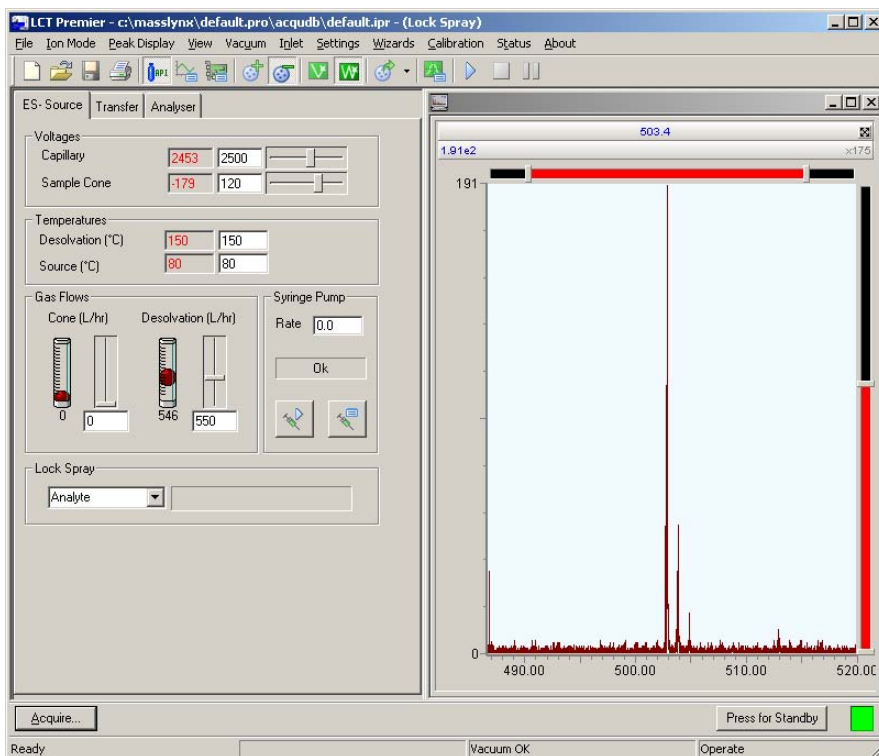 LCT Premier - c:\masslynx\default.pro\acqudb\default.ipr - (Lock Spray)
File Ion Mode Peak Display View Vacuum Inlet Settings Wizards Calibration Status About
API V W
ES- Source Transfer Analyser
Voltages
Capillary 2453 2500
Sample Cone -179 120
Temperatures
Desolvation (°C) 150 150
Source (°C) 80 80
Gas Flows
Cone (L/hr) Desolvation (L/hr)
0 0 546 550
Syringe Pump
Rate 0.0
Ok
Lock Spray
Analyte
503.4
1.91e2 x175
191
0
490.00 500.00 510.00 520.00
Acquire... Press for Standby
Ready Vacuum OK Operate